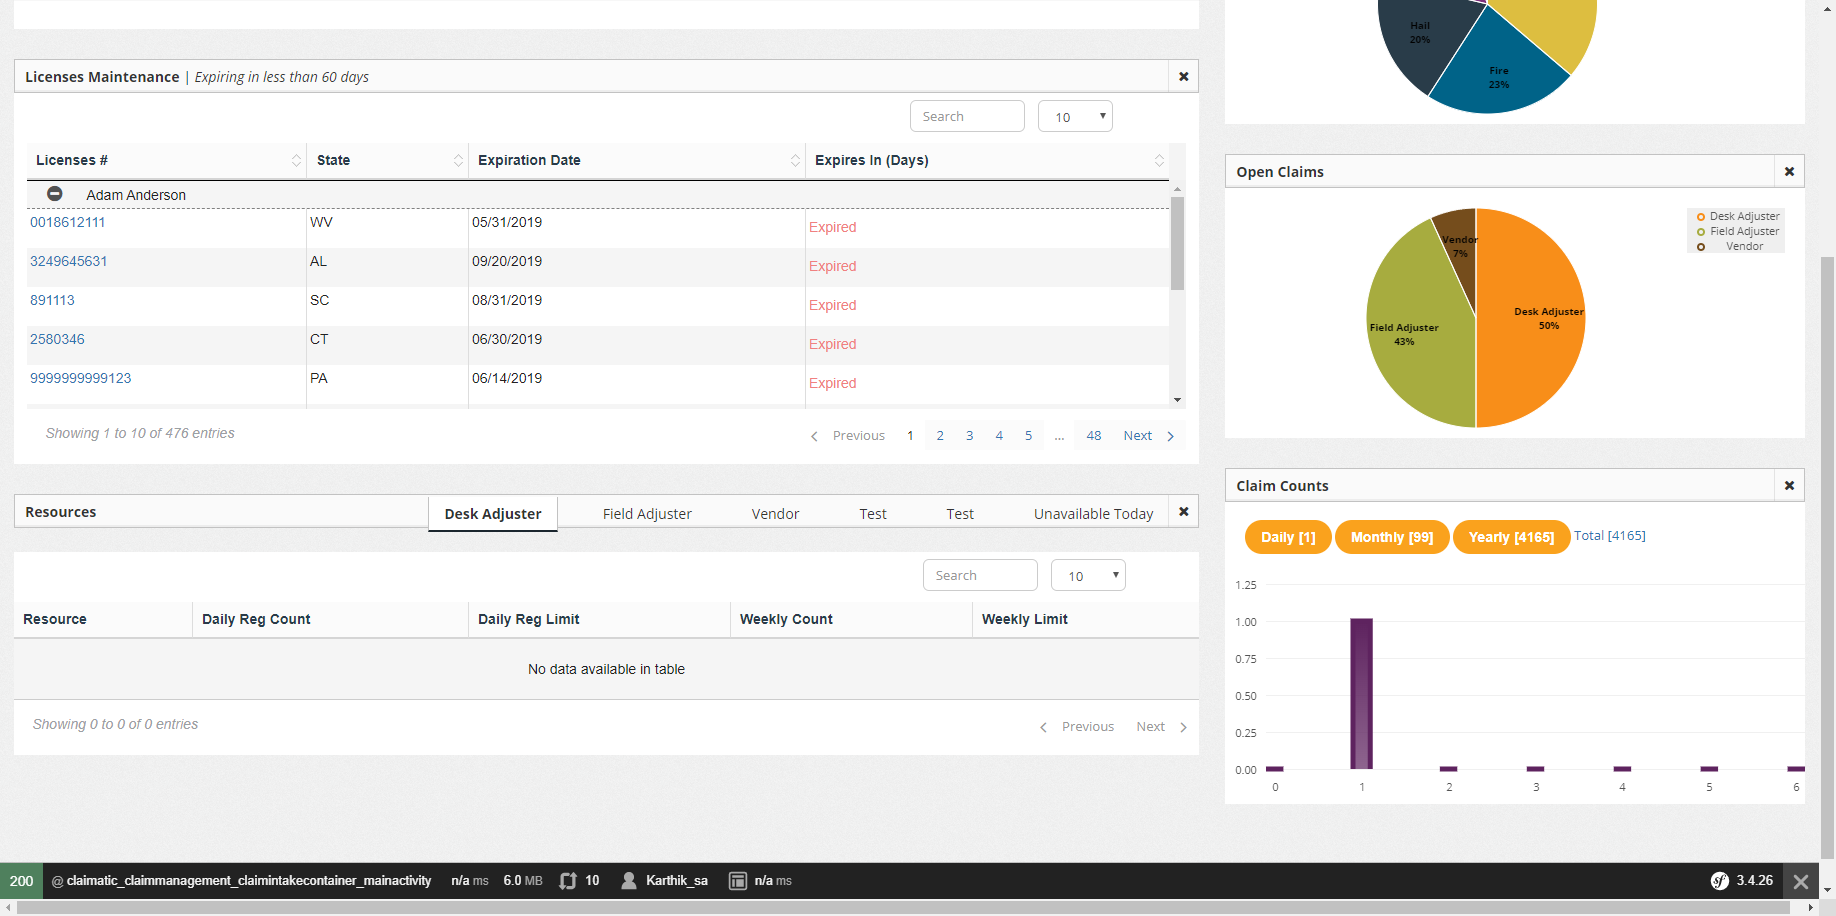 Licenses Maintenance | Expiring in less than 60 days
Search
10
Licenses # State Expiration Date Expires In (Days)
Adam Anderson
0018612111 WV 05/31/2019 Expired
3249645631 AL 09/20/2019 Expired
891113 SC 08/31/2019 Expired
2580346 CT 06/30/2019 Expired
9999999999123 PA 06/14/2019 Expired
Showing 1 to 10 of 476 entries
Previous 1 2 3 4 5 ... 48 Next
Resources Desk Adjuster Field Adjuster Vendor Test Test Unavailable Today
Search
10
Resource Daily Reg Count Daily Reg Limit Weekly Count Weekly Limit
No data available in table
Showing 0 to 0 of 0 entries
Previous Next
Hail
20%
Fire
23%
Open Claims
Desk Adjuster
Field Adjuster
Vendor
Vendor
7%
Desk Adjuster
50%
Field Adjuster
43%
Claim Counts
Daily [1] Monthly [99] Yearly [4165] Total [4165]
1.25
1.00
0.75
0.50
0.25
0.00
0 1 2 3 4 5 6
200 @ claimatic_claimmanagement_claimintakecontainer_mainactivity n/a ms 6.0 MB 10 Karthik_sa n/a ms sf 3.4.26